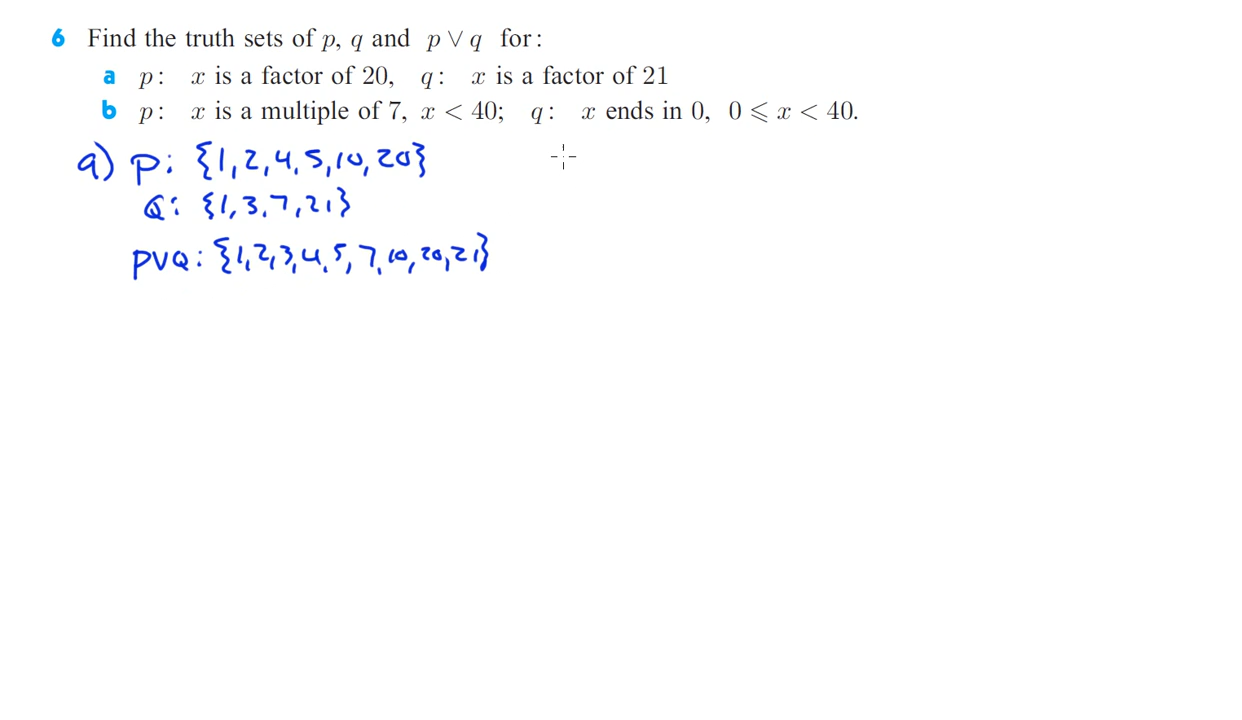 6 Find the truth sets of p, q and p ∨ q for:
a p: x is a factor of 20, q: x is a factor of 21
b p: x is a multiple of 7, x < 40; q: x ends in 0, 0 ⩽ x < 40.
a) P: {1,2,4,5,10,20}
Q: {1,3,7,21}
PVQ: {1,2,3,4,5,7,10,20,21}